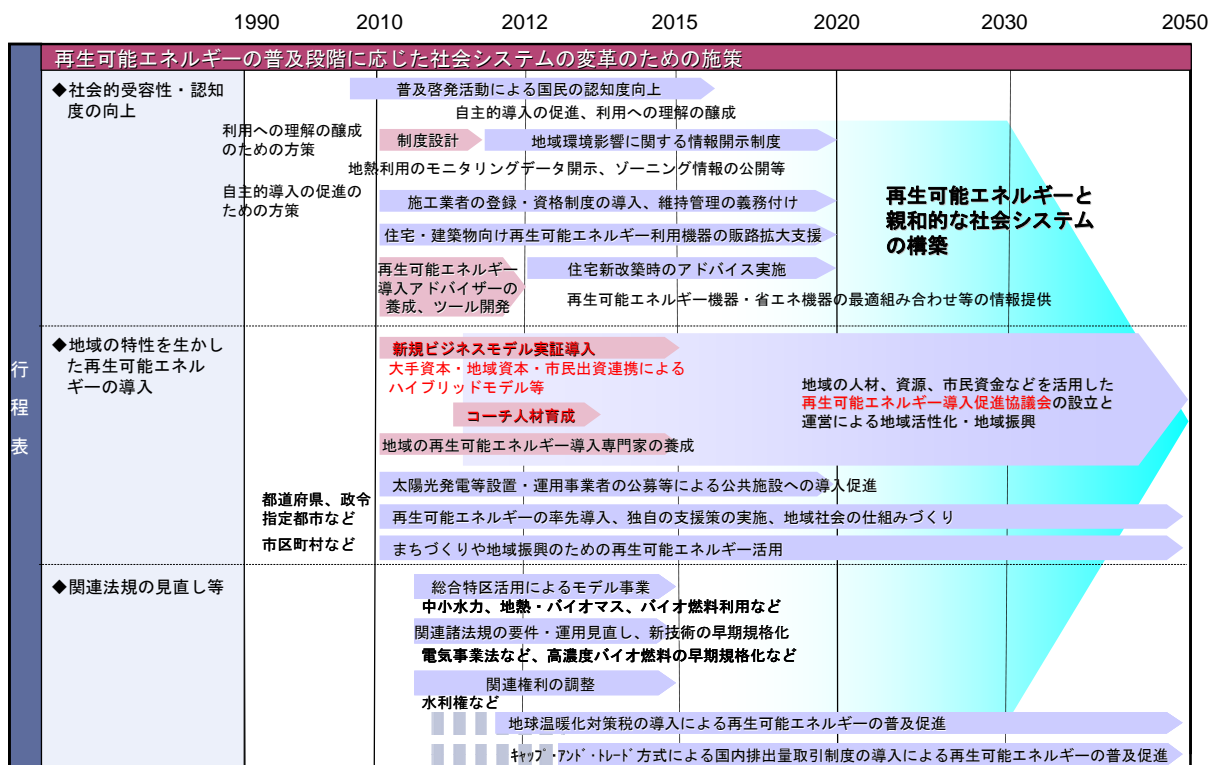 1990 2010 2012 2015 2020 2030 2050
再生可能エネルギーの普及段階に応じた社会システムの変革のための施策
行
程
表
◆社会的受容性・認知
度の向上
普及啓発活動による国民の認知度向上
自主的導入の促進、利用への理解の醸成
利用への理解の醸成
のための方策
制度設計
地域環境影響に関する情報開示制度
地熱利用のモニタリングデータ開示、ゾーニング情報の公開等
自主的導入の促進の
ための方策
施工業者の登録・資格制度の導入、維持管理の義務付け
住宅・建築物向け再生可能エネルギー利用機器の販路拡大支援
再生可能エネルギー
導入アドバイザーの
養成、ツール開発
住宅新改築時のアドバイス実施
再生可能エネルギー機器・省エネ機器の最適組み合わせ等の情報提供
再生可能エネルギーと
親和的な社会システム
の構築
◆地域の特性を生かし
た再生可能エネル
ギーの導入
新規ビジネスモデル実証導入
大手資本・地域資本・市民出資連携による
ハイブリッドモデル等
コーチ人材育成
地域の再生可能エネルギー導入専門家の養成
地域の人材、資源、市民資金などを活用した
再生可能エネルギー導入促進協議会の設立と
運営による地域活性化・地域振興
太陽光発電等設置・運用事業者の公募等による公共施設への導入促進
都道府県、政令
指定都市など
再生可能エネルギーの率先導入、独自の支援策の実施、地域社会の仕組みづくり
市区町村など
まちづくりや地域振興のための再生可能エネルギー活用
◆関連法規の見直し等
総合特区活用によるモデル事業
中小水力、地熱・バイオマス、バイオ燃料利用など
関連諸法規の要件・運用見直し、新技術の早期規格化
電気事業法など、高濃度バイオ燃料の早期規格化など
関連権利の調整
水利権など
地球温暖化対策税の導入による再生可能エネルギーの普及促進
ｷｬｯﾌﾟ･ｱﾝﾄﾞ･ﾄﾚｰﾄﾞ方式による国内排出量取引制度の導入による再生可能エネルギーの普及促進